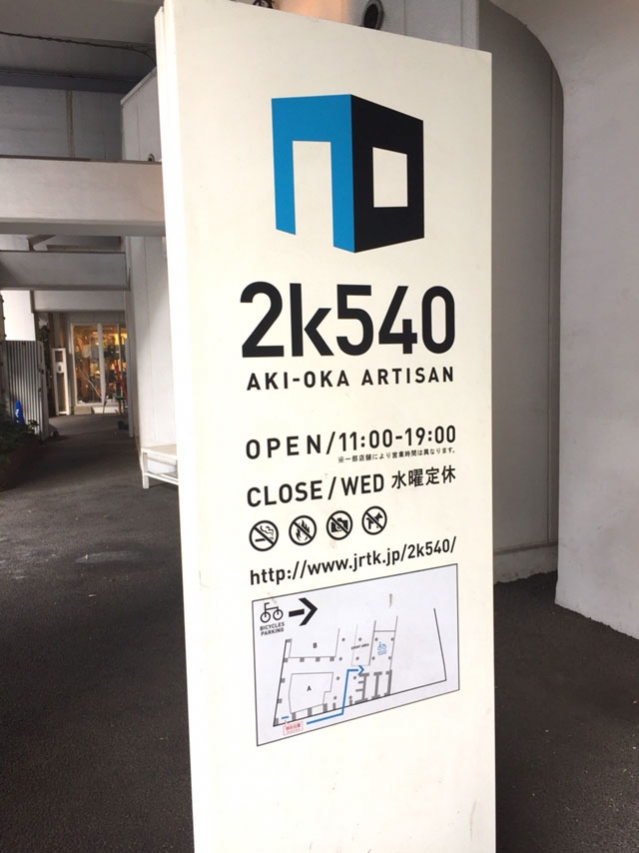 2k540
AKI-OKA ARTISAN
OPEN/11:00-19:00
※一部店舗により営業時間は異なります。
CLOSE/WED 水曜定休
http://www.jrtk.jp/2k540/
BICYCLES
PARKING
B
A